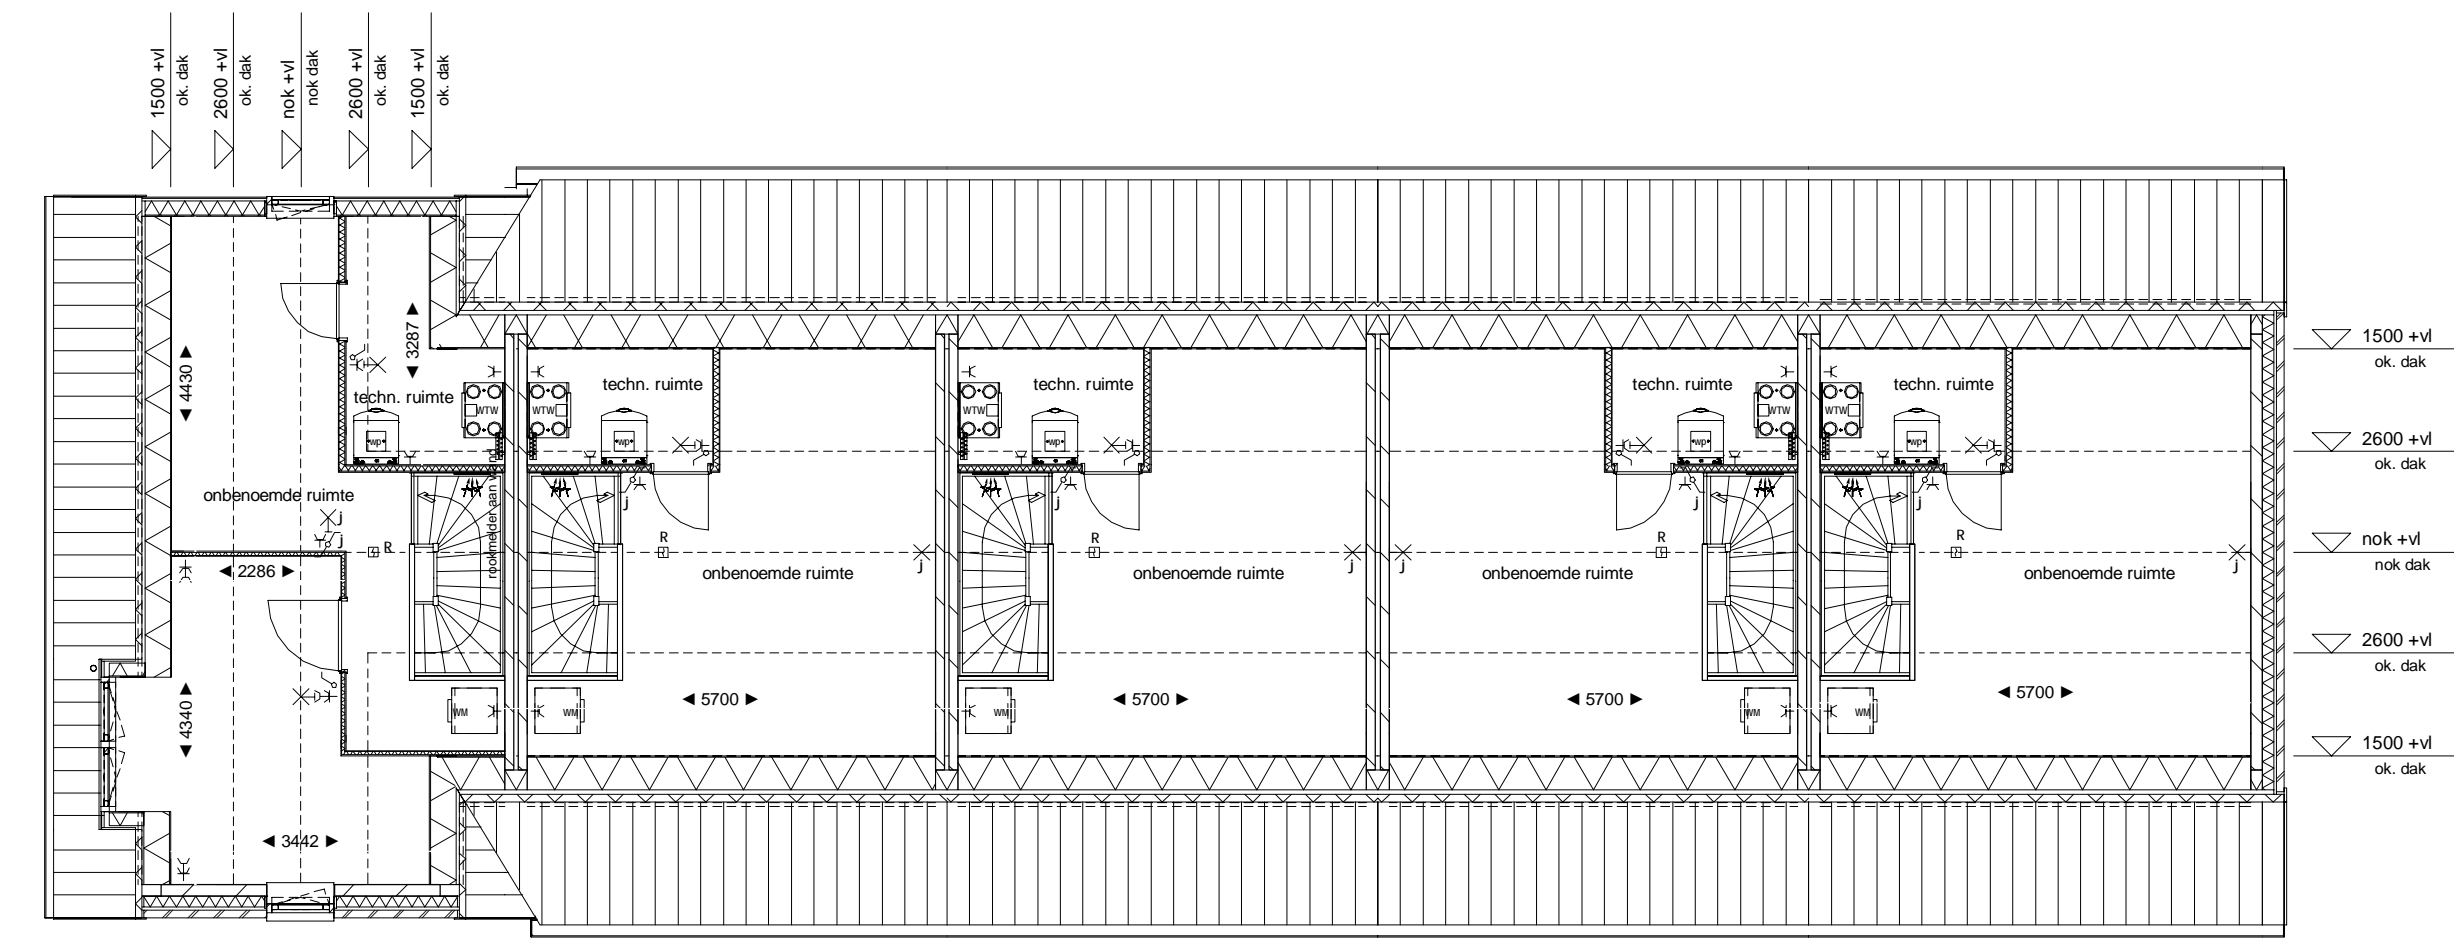 1500 +vl
ok. dak
2600 +vl
ok. dak
nok +vl
nok dak
2600 +vl
ok. dak
1500 +vl
ok. dak
4430
3287
techn. ruimte
WTW
wp
onbenoemde ruimte
j
j
R
rookmelder aan wand
2286
4340
WM
3442
WTW
techn. ruimte
wp
j
R
onbenoemde ruimte
j
WM
5700
WTW
techn. ruimte
wp
j
R
onbenoemde ruimte
j
WM
5700
techn. ruimte
WTW
wp
j
R
j
onbenoemde ruimte
5700
WM
WTW
techn. ruimte
wp
j
R
onbenoemde ruimte
j
WM
5700
1500 +vl
ok. dak
2600 +vl
ok. dak
nok +vl
nok dak
2600 +vl
ok. dak
1500 +vl
ok. dak